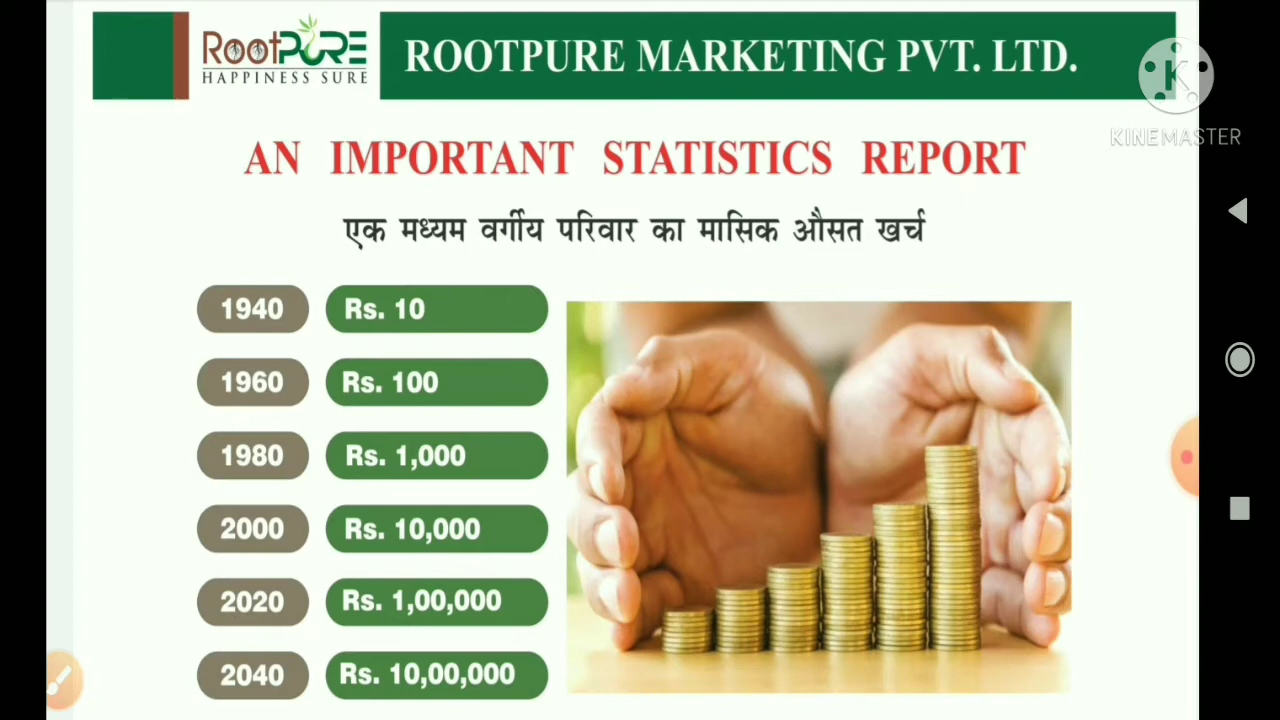 RootPURE
HAPPINESS SURE
ROOTPURE MARKETING PVT. LTD.
K
KINEMASTER
AN IMPORTANT STATISTICS REPORT
एक मध्यम वर्गीय परिवार का मासिक औसत खर्च
1940 Rs. 10
1960 Rs. 100
1980 Rs. 1,000
2000 Rs. 10,000
2020 Rs. 1,00,000
2040 Rs. 10,00,000